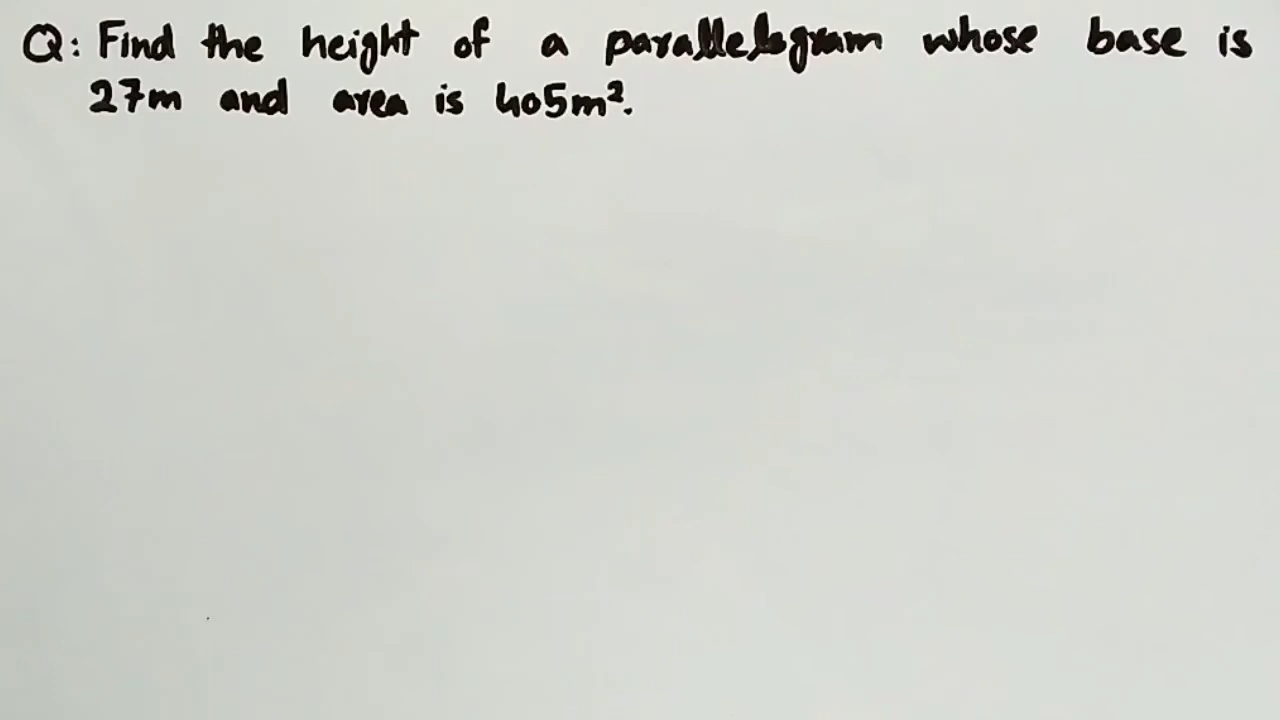 Q: Find the height of a parallelogram whose base is
27m and area is 405m².